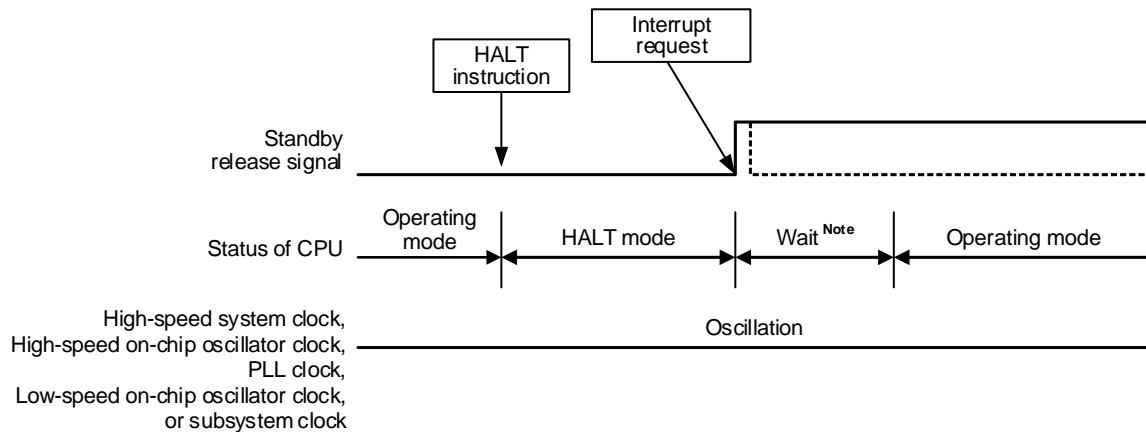 HALT
instruction
Interrupt
request
Standby
release signal
Status of CPU
Operating
mode
HALT mode
Wait Note
Operating mode
High-speed system clock,
High-speed on-chip oscillator clock,
PLL clock,
Low-speed on-chip oscillator clock,
or subsystem clock
Oscillation